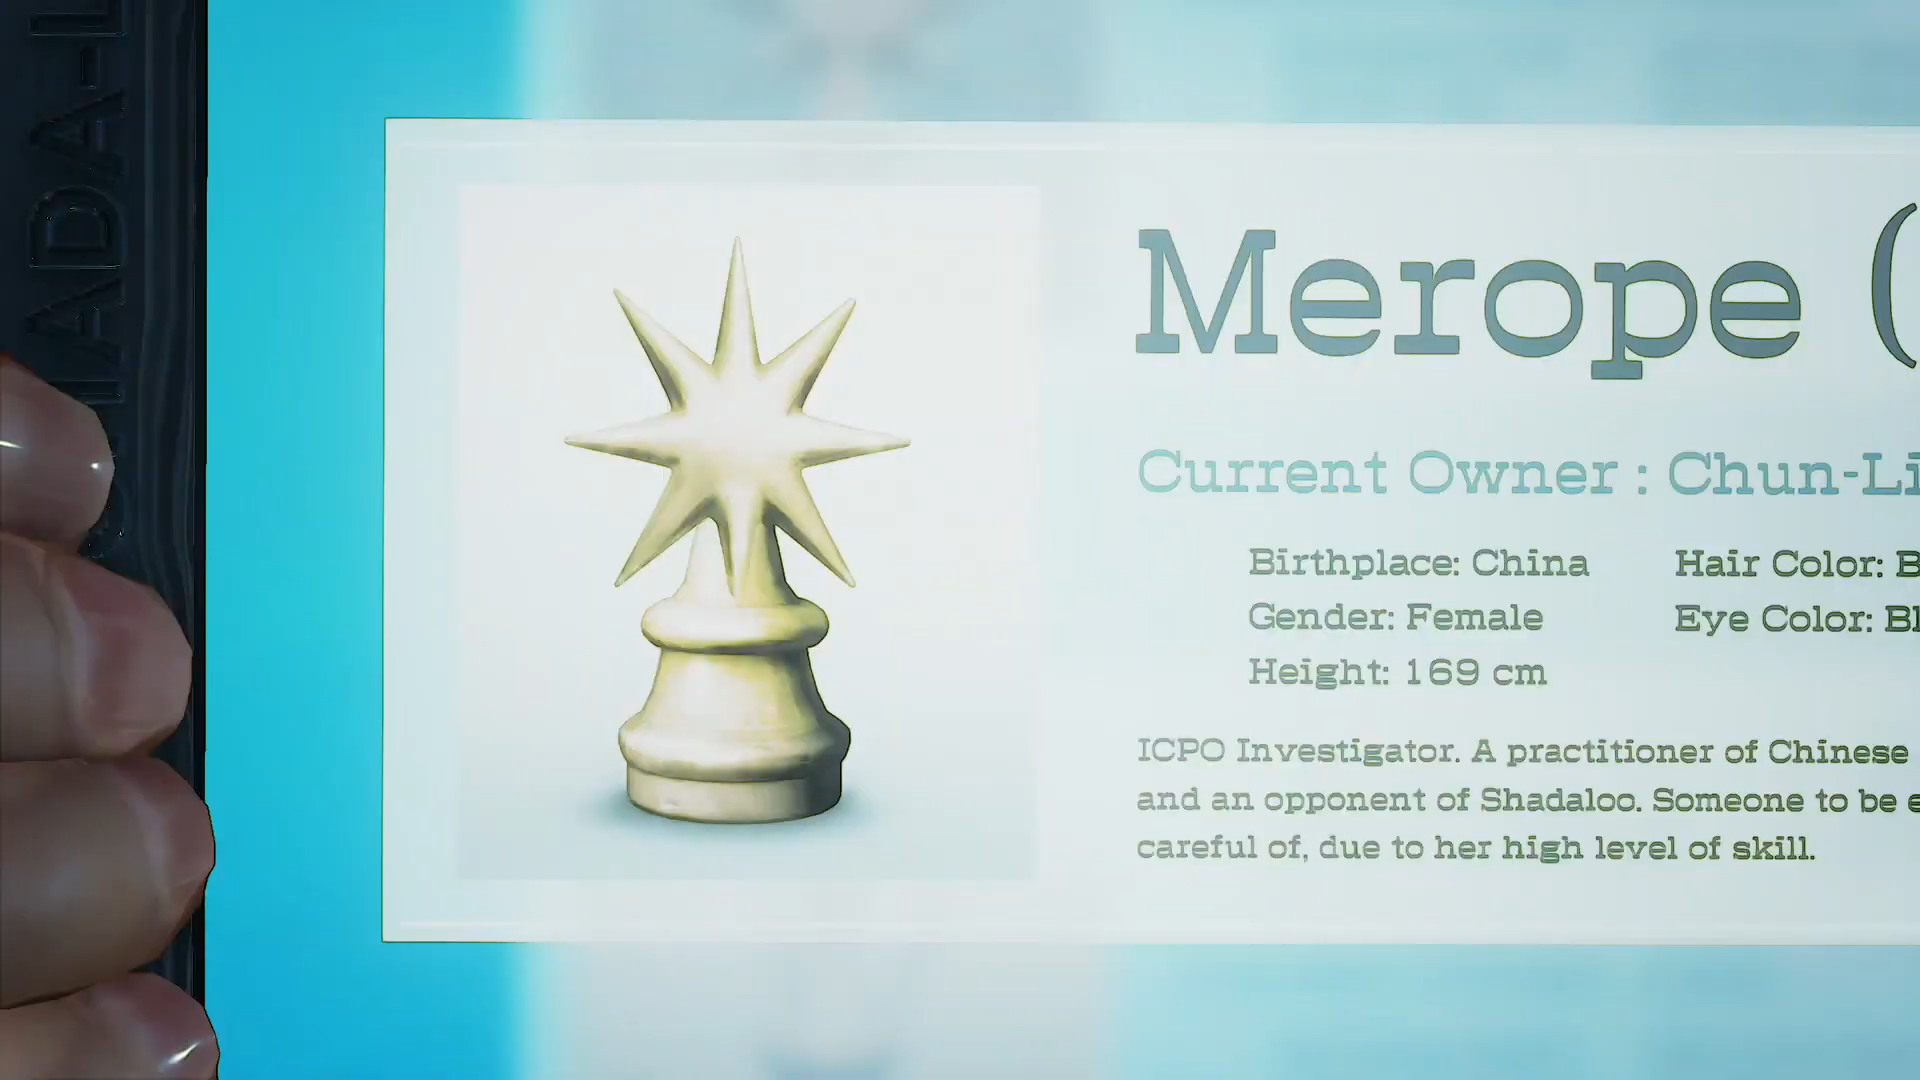 Merope (
Current Owner : Chun-Li
Birthplace: China
Hair Color: B
Gender: Female
Eye Color: Bl
Height: 169 cm
ICPO Investigator. A practitioner of Chinese
and an opponent of Shadaloo. Someone to be e
careful of, due to her high level of skill.